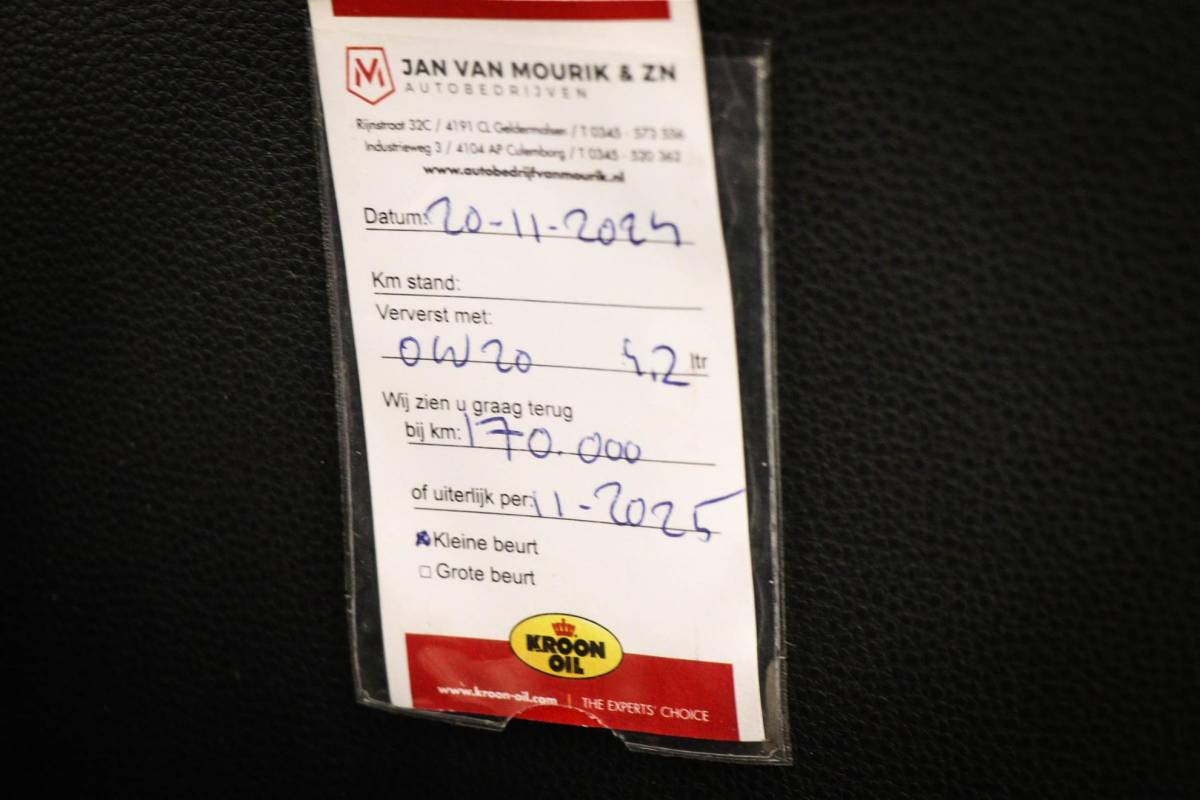 JAN VAN MOURIK & ZN
AUTOBEDRIJVEN
Rijnstraat 32C / 4191 CL Geldermalsen / T 0345 - 573 556
Industrieweg 3 / 4104 AP Culemborg / T 0345 - 520 362
www.autobedrijfvanmourik.nl
Datum: 20-11-2024
Km stand:
Ververst met:
0W20 4,2 ltr
Wij zien u graag terug
bij km: 170.000
of uiterlijk per: 11-2025
Kleine beurt
Grote beurt
KROON
OIL
www.kroon-oil.com | THE EXPERTS' CHOICE